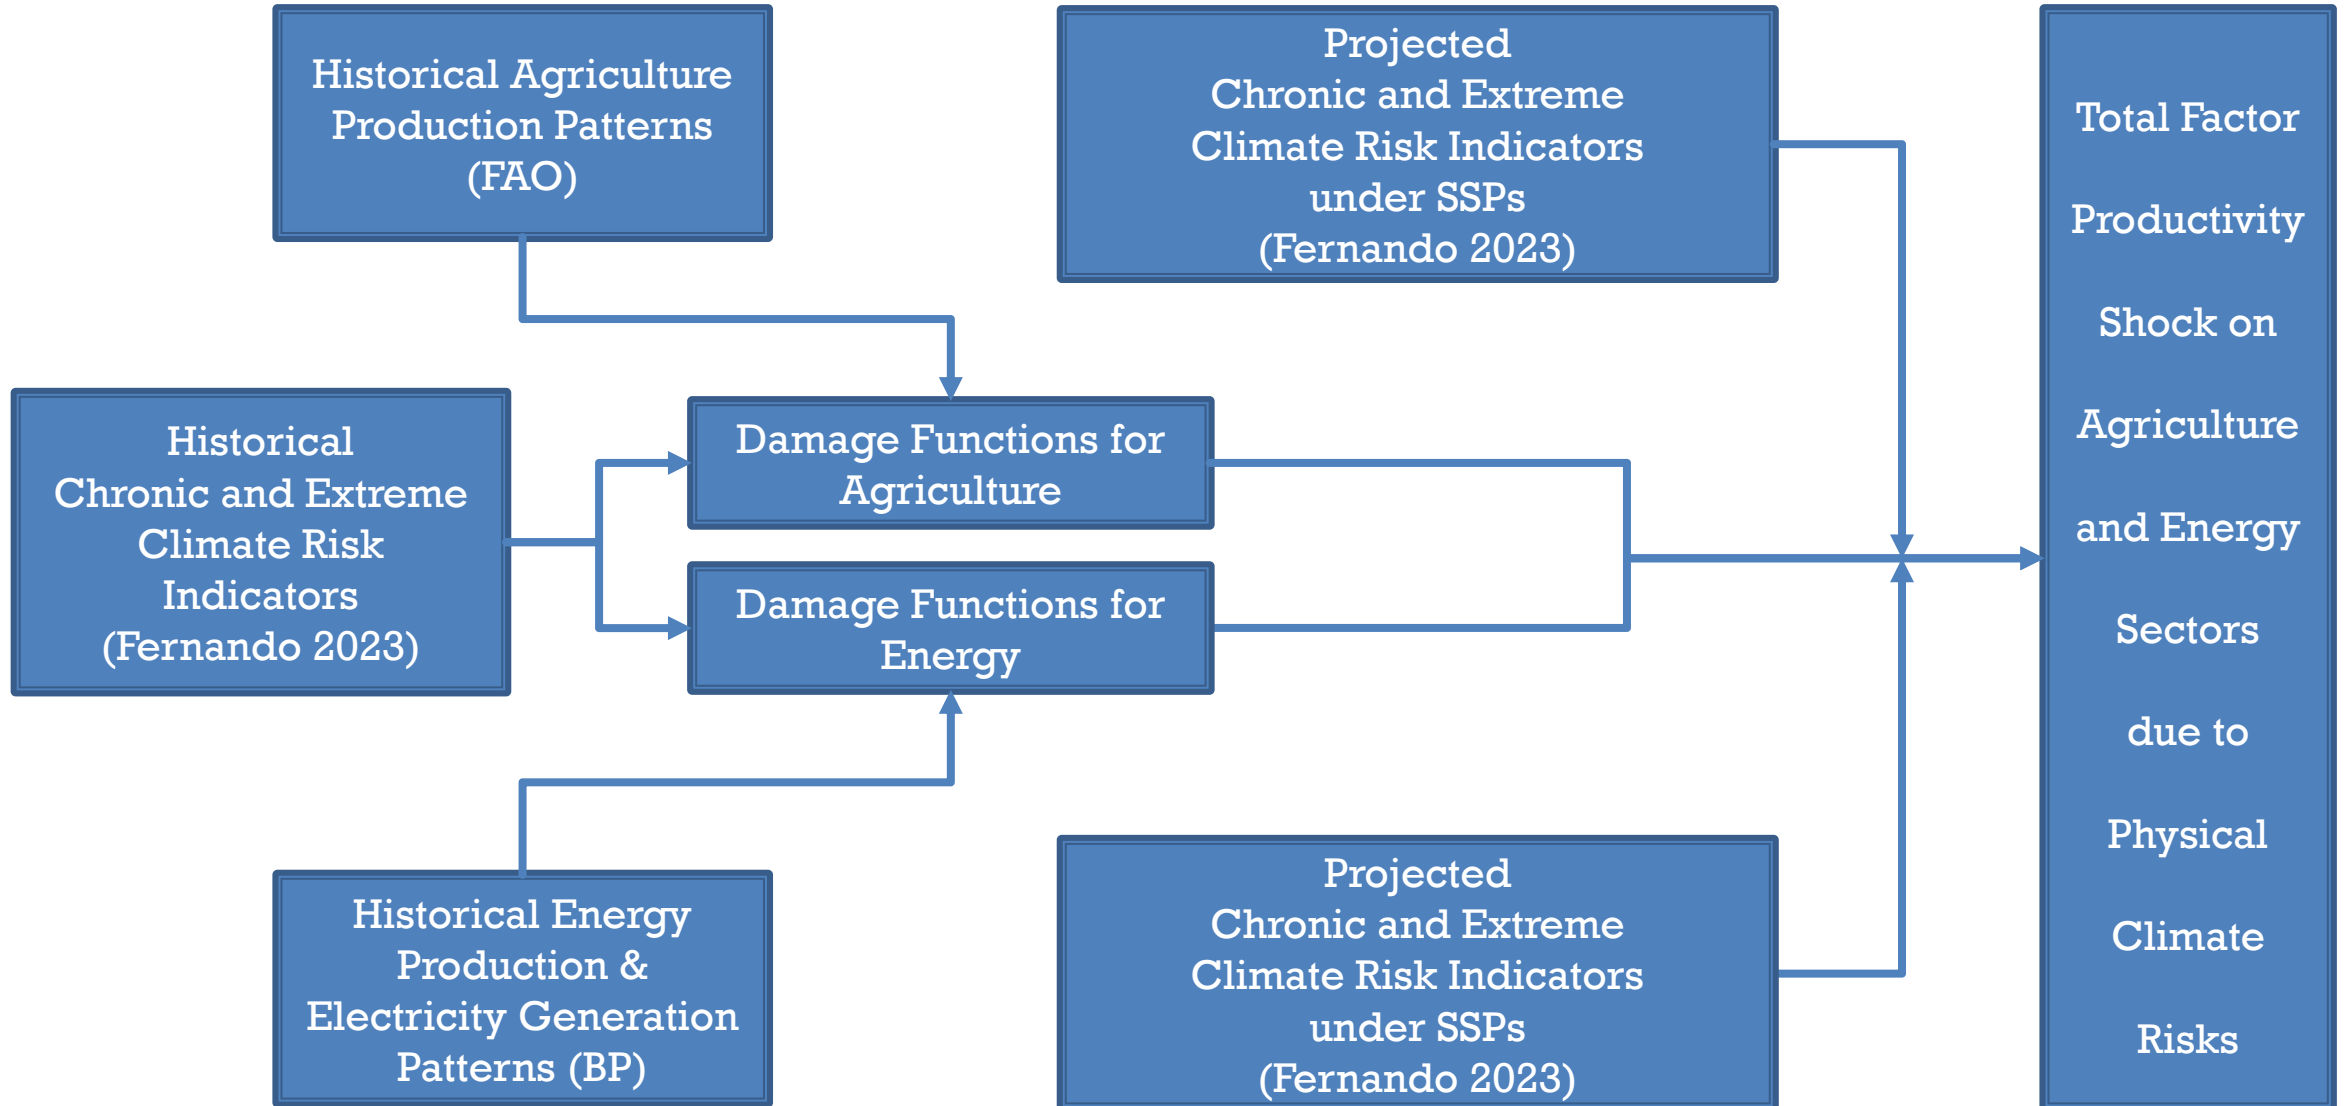 Historical Agriculture
Production Patterns
(FAO)
Projected
Chronic and Extreme
Climate Risk Indicators
under SSPs
(Fernando 2023)
Historical
Chronic and Extreme
Climate Risk
Indicators
(Fernando 2023)
Damage Functions for
Agriculture
Damage Functions for
Energy
Historical Energy
Production &
Electricity Generation
Patterns (BP)
Projected
Chronic and Extreme
Climate Risk Indicators
under SSPs
(Fernando 2023)
Total Factor
Productivity
Shock on
Agriculture
and Energy
Sectors
due to
Physical
Climate
Risks